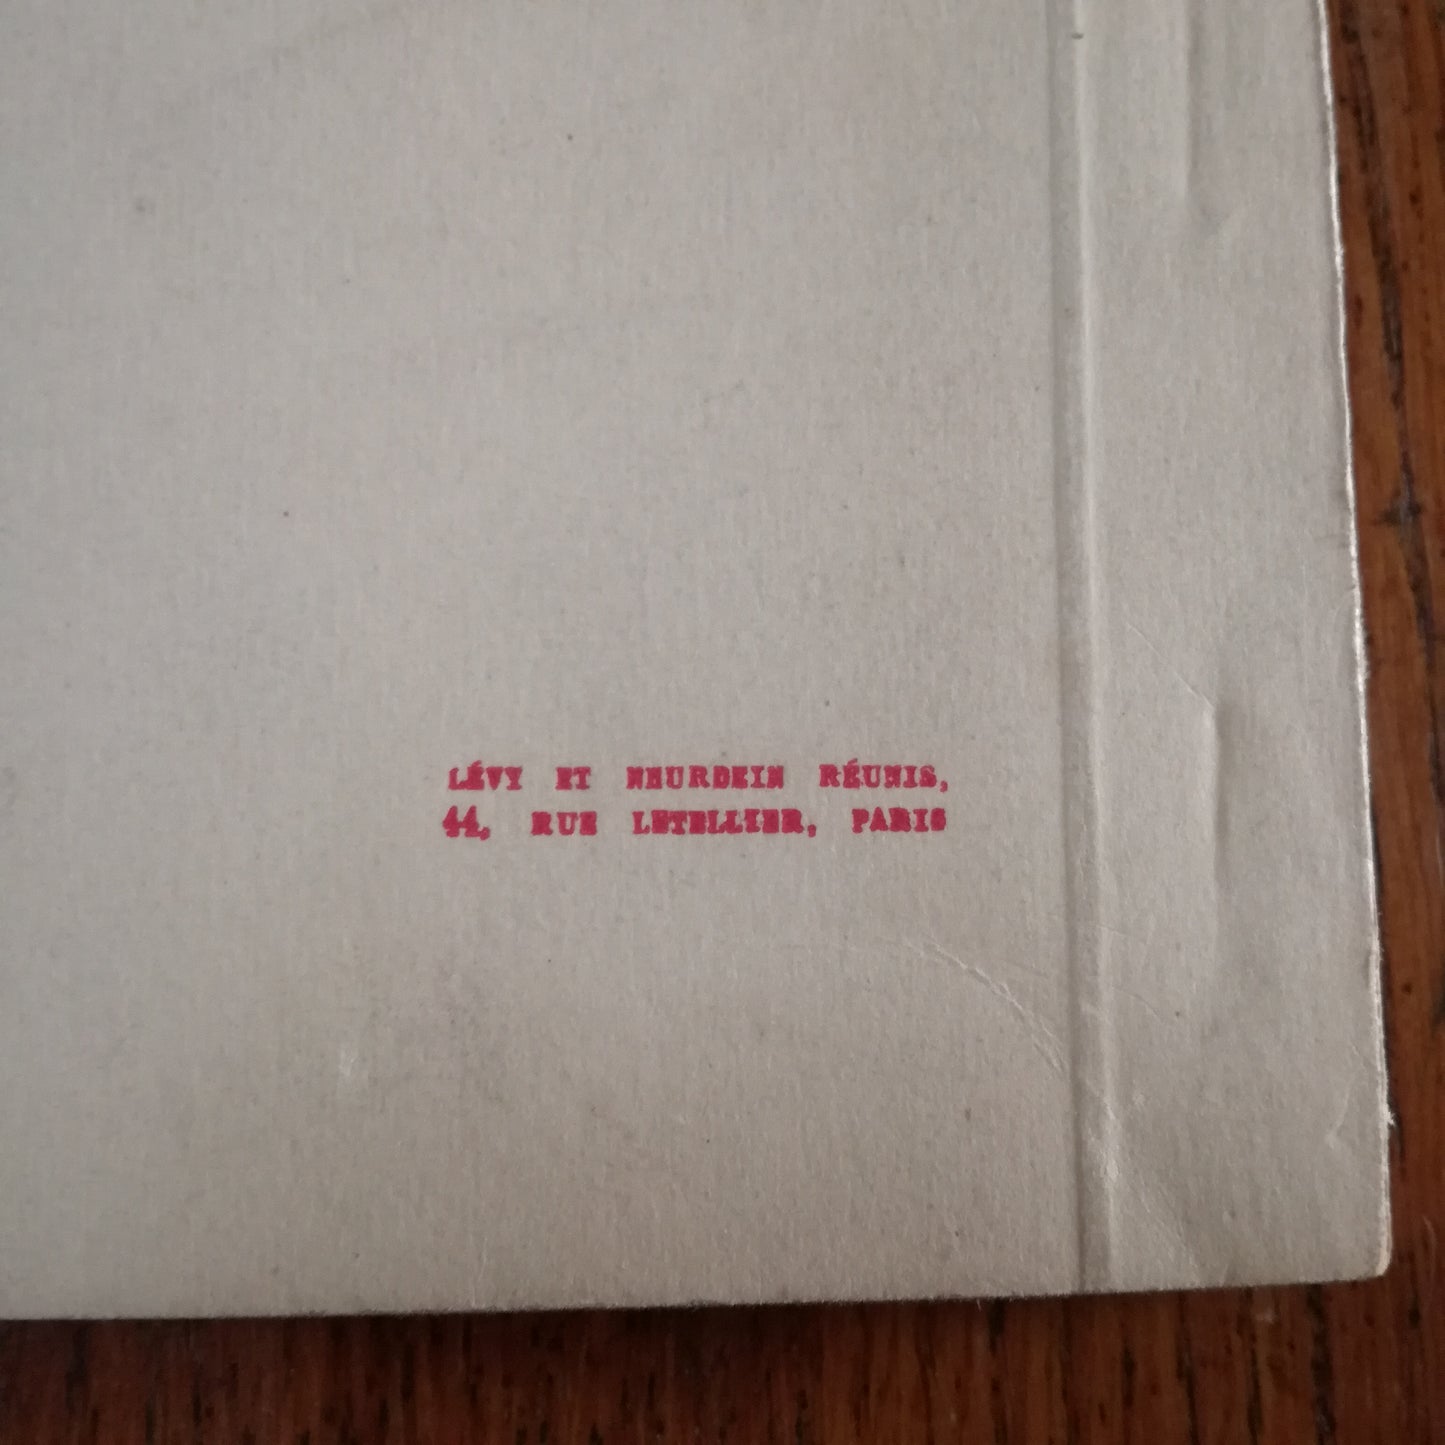 LÉVY ET NEURDEIN RÉUNIS,
44, RUE LETELLIER, PARIS